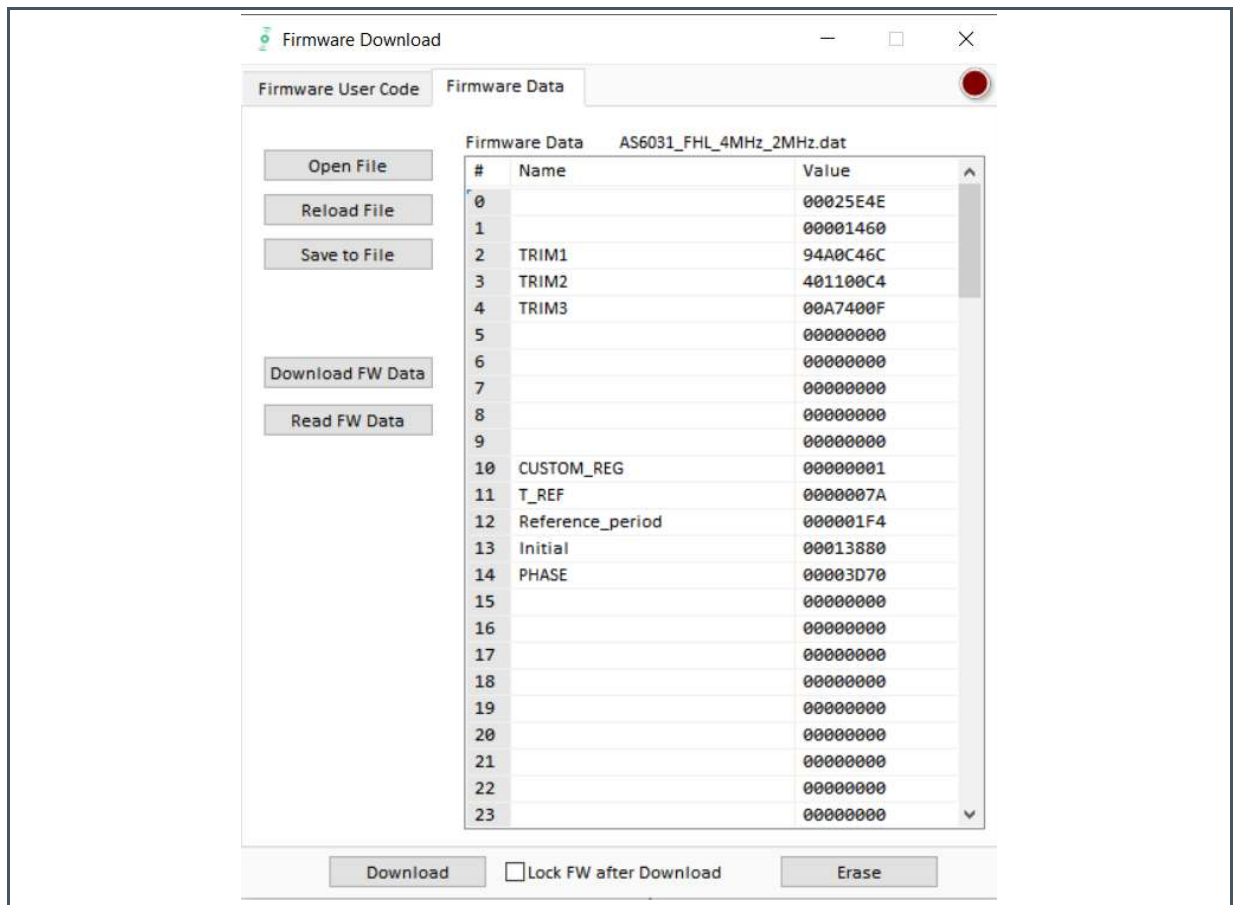 Firmware Download
Firmware User Code Firmware Data
Firmware Data AS6031_FHL_4MHz_2MHz.dat
Open File
Reload File
Save to File
Download FW Data
Read FW Data
# Name Value
0 00025E4E
1 00001460
2 TRIM1 94A0C46C
3 TRIM2 401100C4
4 TRIM3 00A7400F
5 00000000
6 00000000
7 00000000
8 00000000
9 00000000
10 CUSTOM_REG 00000001
11 T_REF 0000007A
12 Reference_period 000001F4
13 Initial 00013880
14 PHASE 00003D70
15 00000000
16 00000000
17 00000000
18 00000000
19 00000000
20 00000000
21 00000000
22 00000000
23 00000000
Download Lock FW after Download Erase